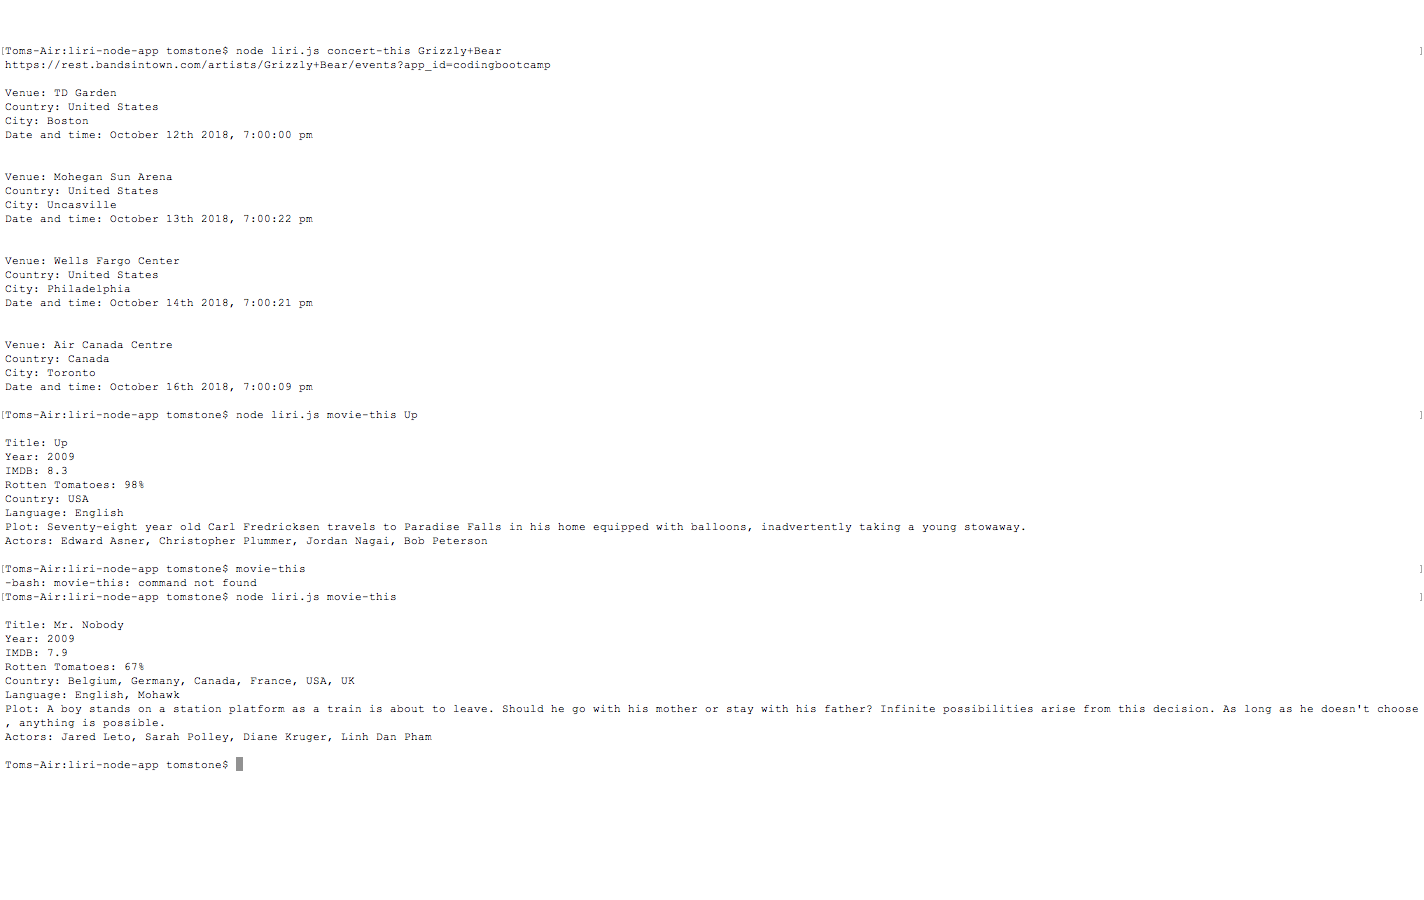 [Toms-Air:liri-node-app tomstone$ node liri.js concert-this Grizzly+Bear ]
https://rest.bandsintown.com/artists/Grizzly+Bear/events?app_id=codingbootcamp
Venue: TD Garden
Country: United States
City: Boston
Date and time: October 12th 2018, 7:00:00 pm
Venue: Mohegan Sun Arena
Country: United States
City: Uncasville
Date and time: October 13th 2018, 7:00:22 pm
Venue: Wells Fargo Center
Country: United States
City: Philadelphia
Date and time: October 14th 2018, 7:00:21 pm
Venue: Air Canada Centre
Country: Canada
City: Toronto
Date and time: October 16th 2018, 7:00:09 pm
[Toms-Air:liri-node-app tomstone$ node liri.js movie-this Up ]
Title: Up
Year: 2009
IMDB: 8.3
Rotten Tomatoes: 98%
Country: USA
Language: English
Plot: Seventy-eight year old Carl Fredricksen travels to Paradise Falls in his home equipped with balloons, inadvertently taking a young stowaway.
Actors: Edward Asner, Christopher Plummer, Jordan Nagai, Bob Peterson
[Toms-Air:liri-node-app tomstone$ movie-this ]
-bash: movie-this: command not found
[Toms-Air:liri-node-app tomstone$ node liri.js movie-this ]
Title: Mr. Nobody
Year: 2009
IMDB: 7.9
Rotten Tomatoes: 67%
Country: Belgium, Germany, Canada, France, USA, UK
Language: English, Mohawk
Plot: A boy stands on a station platform as a train is about to leave. Should he go with his mother or stay with his father? Infinite possibilities arise from this decision. As long as he doesn't choose
, anything is possible.
Actors: Jared Leto, Sarah Polley, Diane Kruger, Linh Dan Pham
Toms-Air:liri-node-app tomstone$